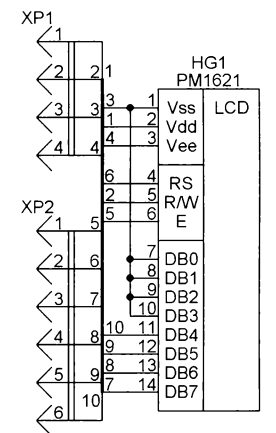 XP1
HG1
PM1621
1
2 2 1
3 3 3 1 Vss LCD
1 2 Vdd
4 4 4 3 Vee
6 4 RS
2 5 R/W
5 6 E
XP2
1 5
2 6
3 7
7 DB0
8 DB1
9 DB2
10 DB3
4 8 10 11 DB4
9 12 DB5
5 9 8 13 DB6
7 14 DB7
6 10